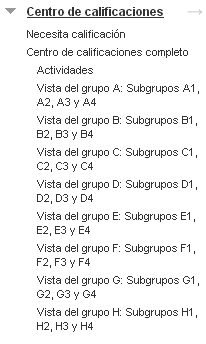 Centro de calificaciones
Necesita calificación
Centro de calificaciones completo
Actividades
Vista del grupo A: Subgrupos A1,
A2, A3 y A4
Vista del grupo B: Subgrupos B1,
B2, B3 y B4
Vista del grupo C: Subgrupos C1,
C2, C3 y C4
Vista del grupo D: Subgrupos D1,
D2, D3 y D4
Vista del grupo E: Subgrupos E1,
E2, E3 y E4
Vista del grupo F: Subgrupos F1,
F2, F3 y F4
Vista del grupo G: Subgrupos G1,
G2, G3 y G4
Vista del grupo H: Subgrupos H1,
H2, H3 y H4